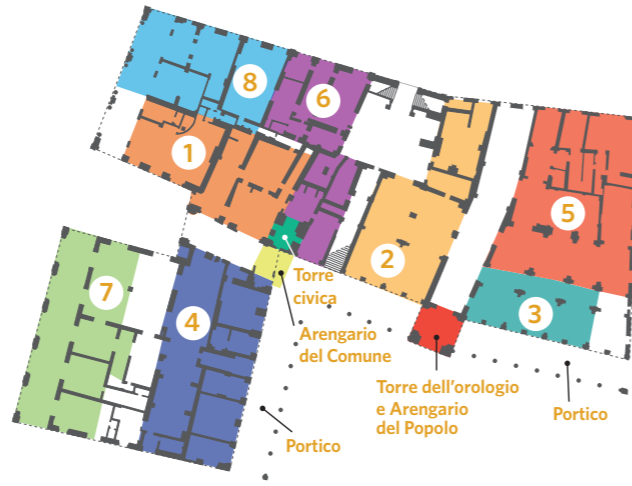 8
6
1
5
2
7
3
4
Torre
civica
Arengario
del Comune
Torre dell'orologio
e Arengario
del Popolo
Portico
Portico